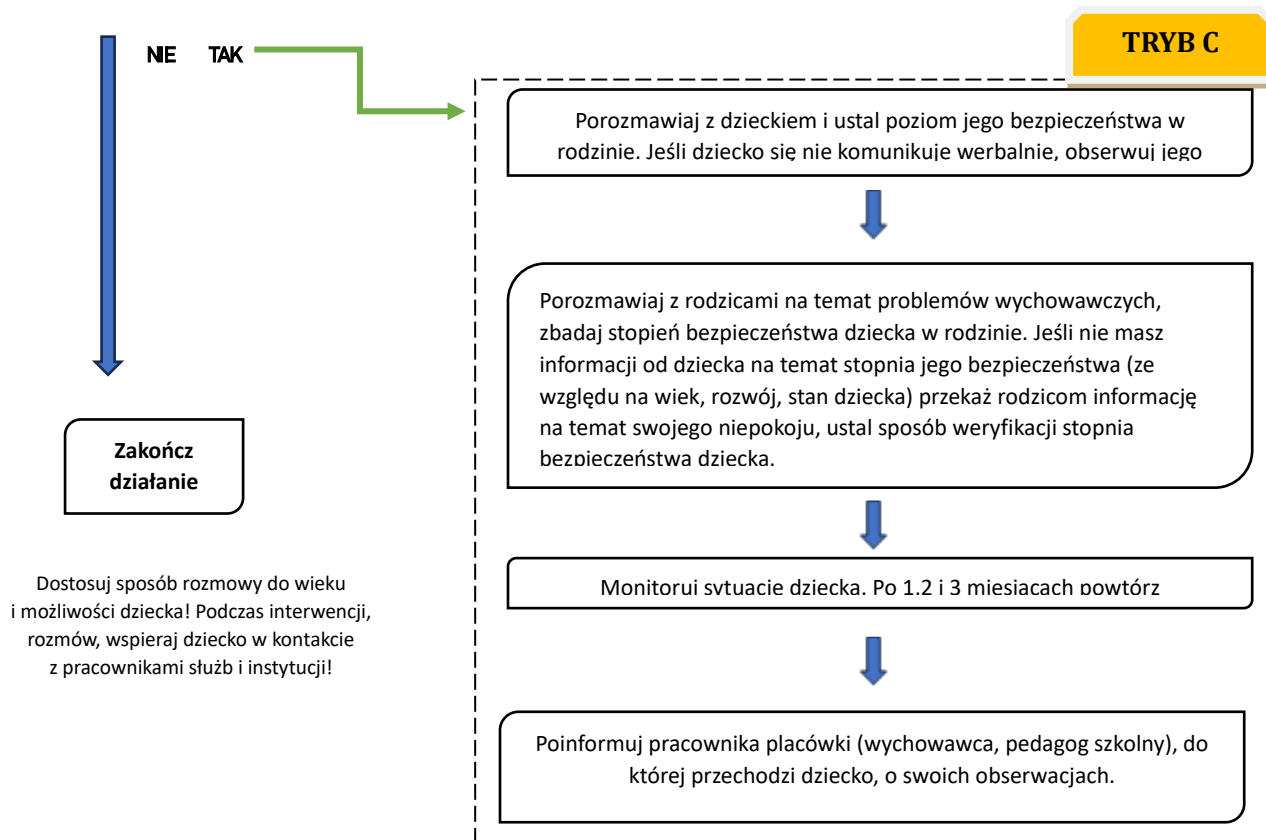 NIE TAK
TRYB C
Porozmawiaj z dzieckiem i ustal poziom jego bezpieczeństwa w
rodzinie. Jeśli dziecko się nie komunikuje werbalnie, obserwuj jego
Porozmawiaj z rodzicami na temat problemów wychowawczych,
zbadaj stopień bezpieczeństwa dziecka w rodzinie. Jeśli nie masz
informacji od dziecka na temat stopnia jego bezpieczeństwa (ze
względu na wiek, rozwój, stan dziecka) przekaż rodzicom informację
na temat swojego niepokoju, ustal sposób weryfikacji stopnia
bezpieczeństwa dziecka.
Zakończ
działanie
Monitoruj sytuację dziecka. Po 1,2 i 3 miesiącach powtórz
Dostosuj sposób rozmowy do wieku
i możliwości dziecka! Podczas interwencji,
rozmów, wspieraj dziecko w kontakcie
z pracownikami służb i instytucji!
Poinformuj pracownika placówki (wychowawca, pedagog szkolny), do
której przechodzi dziecko, o swoich obserwacjach.